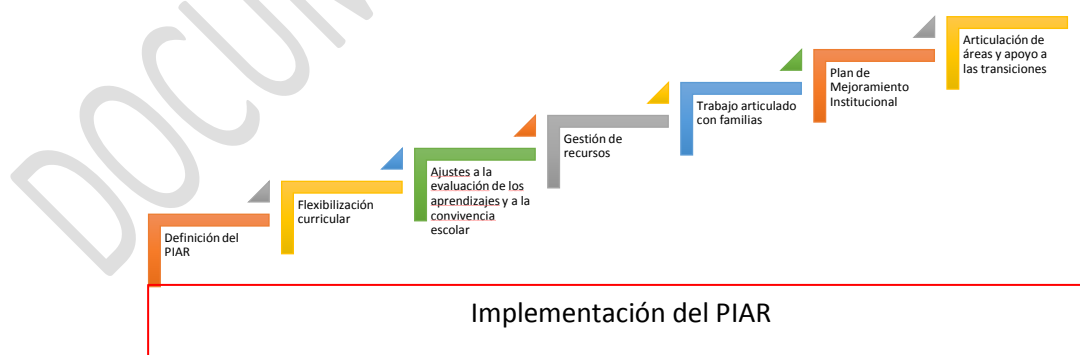 Definición del
PIAR
Flexibilización
curricular
Ajustes a la
evaluación de los
aprendizajes y a la
convivencia
escolar
Gestión de
recursos
Trabajo articulado
con familias
Plan de
Mejoramiento
Institucional
Articulación de
áreas y apoyo a
las transiciones
Implementación del PIAR